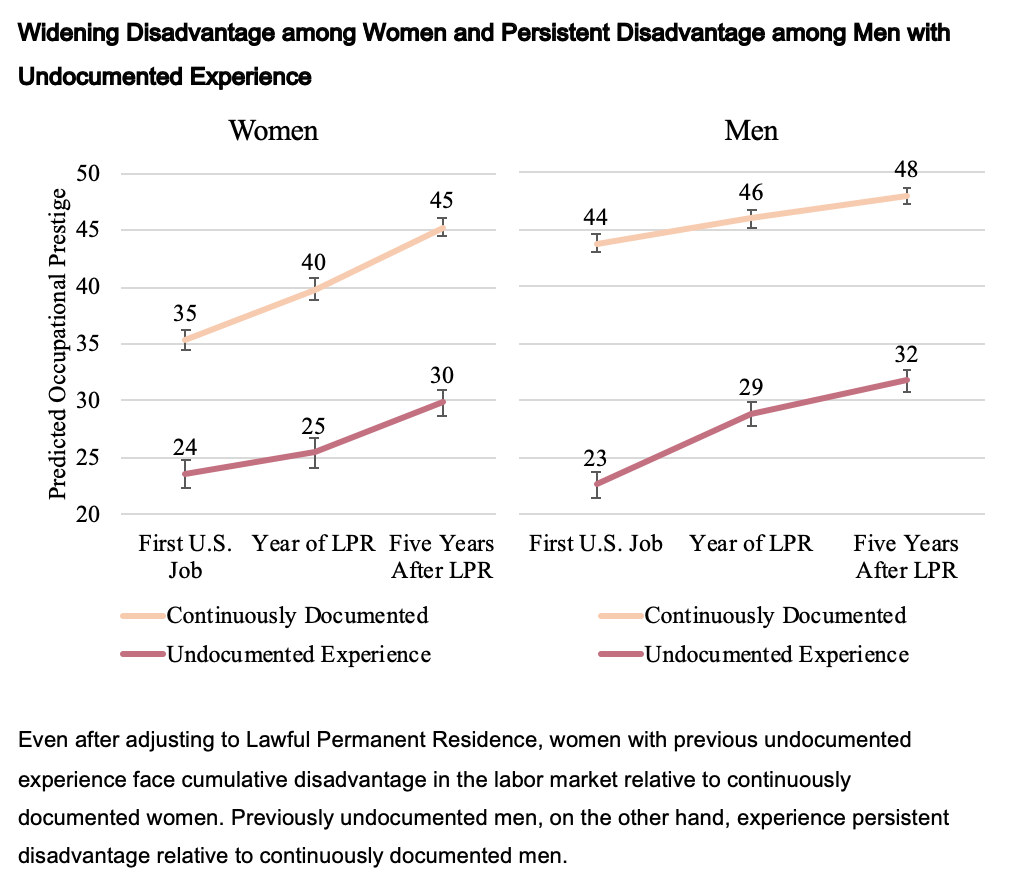 Widening Disadvantage among Women and Persistent Disadvantage among Men with
Undocumented Experience
Women
Men
Predicted Occupational Prestige
50
45
40
35
30
25
20
35
40
45
24
25
30
44
46
48
23
29
32
First U.S. Job
Year of LPR
Five Years After LPR
First U.S. Job
Year of LPR
Five Years After LPR
Continuously Documented
Undocumented Experience
Continuously Documented
Undocumented Experience
Even after adjusting to Lawful Permanent Residence, women with previous undocumented
experience face cumulative disadvantage in the labor market relative to continuously
documented women. Previously undocumented men, on the other hand, experience persistent
disadvantage relative to continuously documented men.